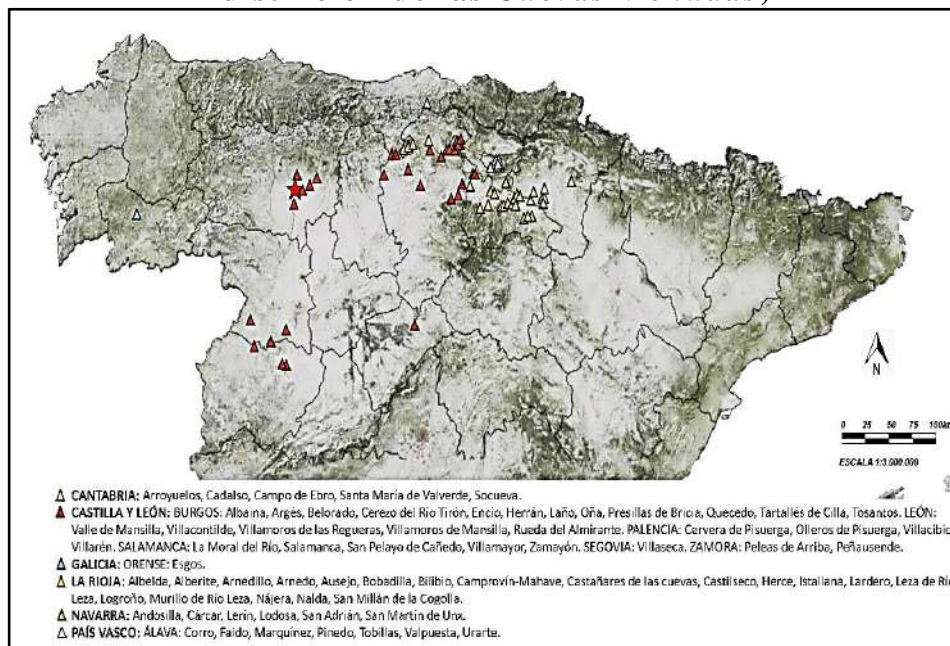 N
0 25 50 75 100km
ESCALA 1:3.000.000
△ CANTABRIA: Arroyuelos, Cadalso, Campo de Ebro, Santa María de Valverde, Socueva.
▲ CASTILLA Y LEÓN: BURGOS: Albaina, Argés, Belorado, Cerezo del Río Tirón, Encio, Herrán, Laño, Oña, Presillas de Bricia, Quecedo, Tartallés de Cilla, Tosantos. LEÓN:
Valle de Mansilla, Villacontilde, Villamoros de las Regueras, Villamoros de Mansilla, Rueda del Almirante. PALENCIA: Cervera de Pisuerga, Olleros de Pisuerga, Villacibio
Villarén. SALAMANCA: La Moral del Río, Salamanca, San Pelayo de Cañedo, Villamayor, Zamayón. SEGOVIA: Villaseca. ZAMORA: Peleas de Arriba, Peñausende.
△ GALICIA: ORENSE: Esgos.
△ LA RIOJA: Albelda, Alberite, Arnedillo, Arnedo, Ausejo, Bobadilla, Bilibio, Camprovín-Mahave, Castañares de las cuevas, Castilseco, Herce, Islallana, Lardero, Leza de Río
Leza, Logroño, Murillo de Río Leza, Nájera, Nalda, San Millán de la Cogolla.
△ NAVARRA: Andosilla, Cárcar, Lerín, Lodosa, San Adrián, San Martín de Unx.
△ PAÍS VASCO: ÁLAVA: Corro, Faido, Marquínez, Pinedo, Tobillas, Valpuesta, Urarte.